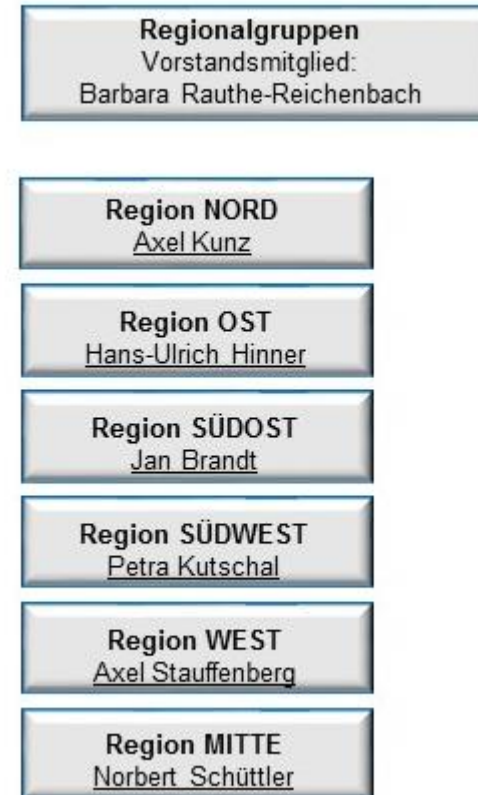 Regionalgruppen
Vorstandsmitglied:
Barbara Rauthe-Reichenbach
Region NORD
Axel Kunz
Region OST
Hans-Ulrich Hinner
Region SÜDOST
Jan Brandt
Region SÜDWEST
Petra Kutschal
Region WEST
Axel Stauffenberg
Region MITTE
Norbert Schüttler